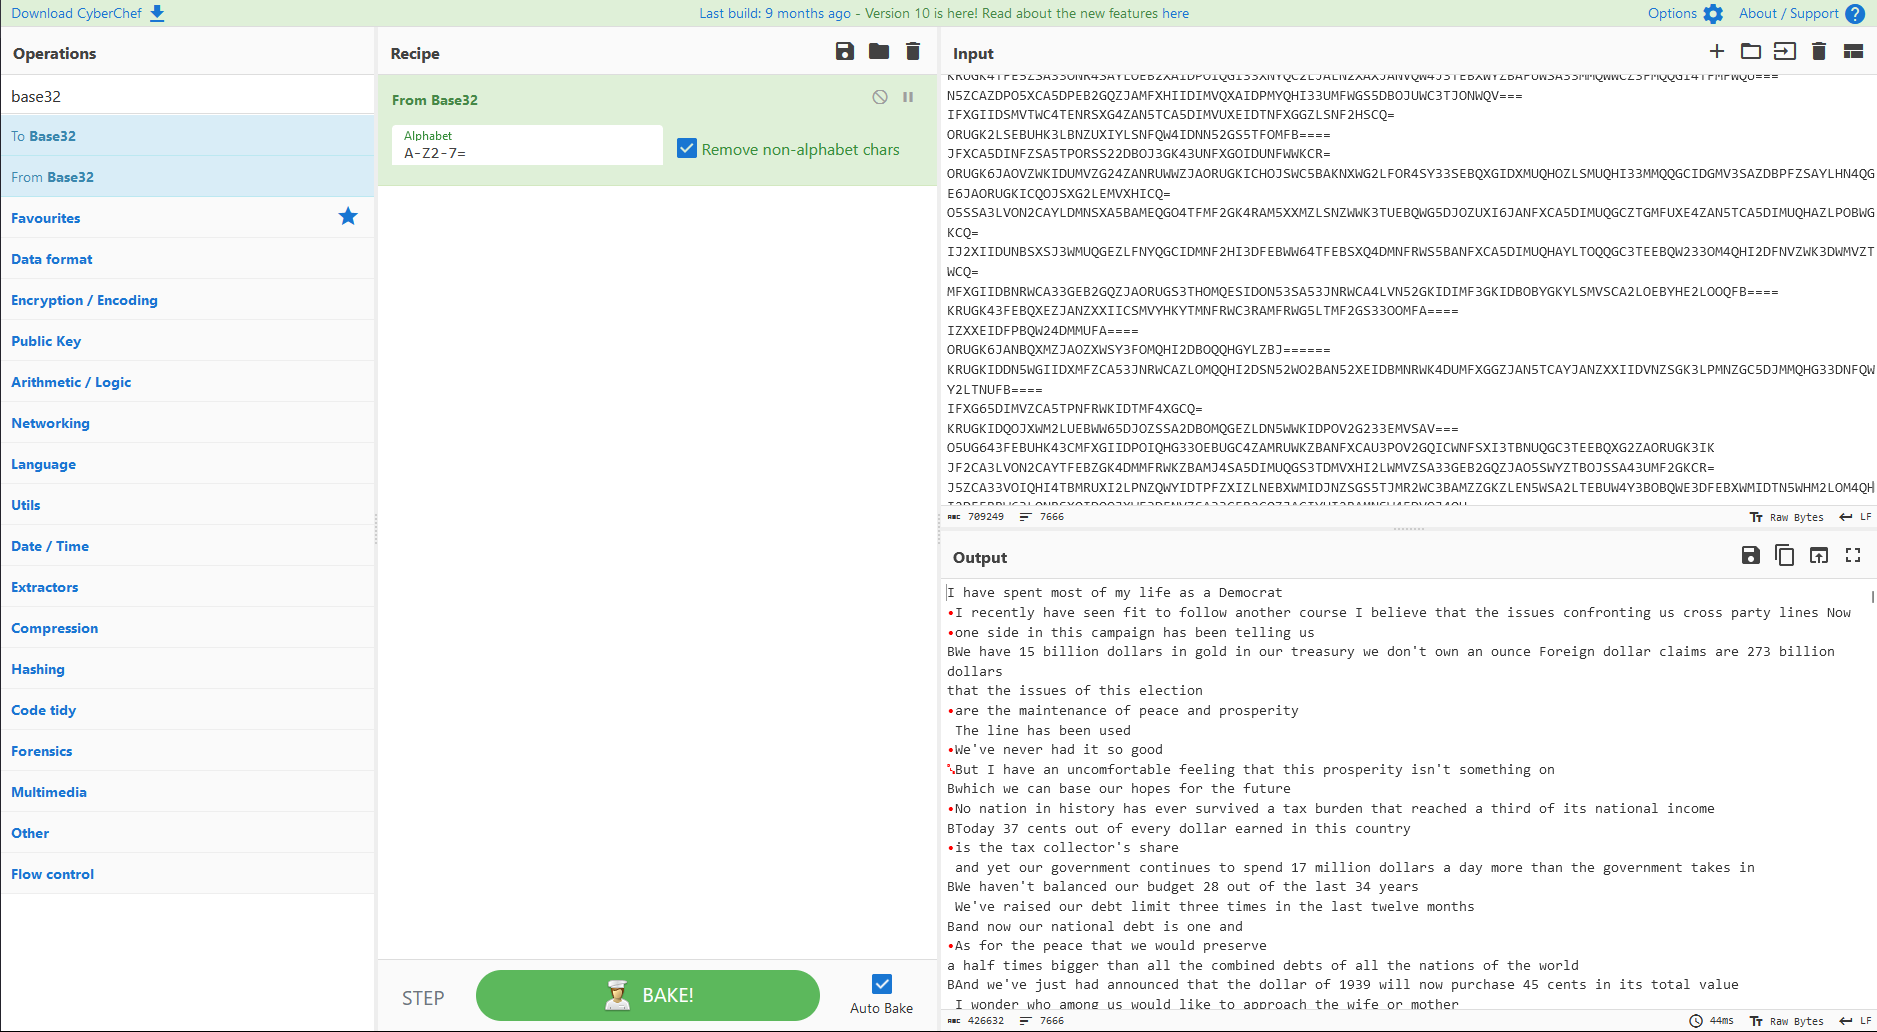 Download CyberChef
Last build: 9 months ago - Version 10 is here! Read about the new features here
Options
About / Support
Operations
base32
To Base32
From Base32
Favourites
Data format
Encryption / Encoding
Public Key
Arithmetic / Logic
Networking
Language
Utils
Date / Time
Extractors
Compression
Hashing
Code tidy
Forensics
Multimedia
Other
Flow control
Recipe
From Base32
Alphabet
A-Z2-7=
Remove non-alphabet chars
STEP
BAKE!
Auto Bake
Input
N5ZCAZDPO5XCA5DPEB2GQZJAMFXHIIDIMVQXAIDPMYQHI33UMFWGS5DBOJUWC3TJONWQV===
IFXGIIDSMVTWC4TENRSXG4ZAN5TCA5DIMVUXEIDTNFXGGZLSNF2HSCQ=
ORUGK2LSEBUHK3LBNZUXIYLSNFQW4IDNN52GS5TFOMFB====
JFXCA5DINFZSA5TPORSS22DBOJ3GK43UNFXGOIDUNFWWKCR=
ORUGK6JAOVZWKIDUMVZG24ZANRUWWZJAORUGKICHOJSWC5BAKNXWG2LFOR4SY33SEBQXGIDXMUQHOZLSMUQHI33MMQQGCIDGMV3SAZDBPFZSAYLHN4QG
E6JAORUGKICQOJSXG2LEMVXHICQ=
O5SSA3LVON2CAYLDMNSXA5BAMEQGO4TFMF2GK4RAM5XXMZLSNZWWK3TUEBQWG5DJOZUXI6JANFXCA5DIMUQGCZTGMFUXE4ZAN5TCA5DIMUQHAZLPOBWG
KCQ=
IJ2XIIDUNBSXSJ3WMUQGEZLFNYQGCIDMNF2HI3DFEBWW64TFEBSXQ4DMNFRWS5BANFXCA5DIMUQHAYLTOQQGC3TEEBQW233OM4QHI2DFNVZWK3DWMVZT
WCQ=
MFXGIIDBNRWCA33GEB2GQZJAORUGS3THOMQESIDON53SA53JNRWCA4LVN52GKIDIMF3GKIDBOBYGKYLSMVSCA2LOEBYHE2LOOQFB====
KRUGK43FEBQXEZJANZXXIICSMVYHKYTMNFRWC3RAMFRWG5LTMF2GS33OOMFA====
IZXXEIDFPBQW24DMMUFA====
ORUGK6JANBQXMZJAOZXWSY3FOMQHI2DBOQQHGYLZBJ======
KRUGKIDDN5WGIIDXMFZCA53JNRWCAZLOMQQHI2DSN52WO2BAN52XEIDBMNRWK4DUMFXGGZJAN5TCAYJANZXXIIDVNZSGK3LPMNZGC5DJMMQHG33DNFQW
Y2LTNUFB====
IFXG65DIMVZCA5TPNFRWKIDTMF4XGCQ=
KRUGKIDQOJXWM2LUEBWW65DJOZSSA2DBOMQGEZLDN5WWKIDPOV2G233EMVSAV===
O5UG643FEBUHK43CMFXGIIDPOIQHG33OEBUGC4ZAMRUWKZBANFXCAU3POV2GQICWNFSXI3TBNUQGC3TEEBQXG2ZAORUGK3IK
JF2CA3LVON2CAYTFEBZGK4DMMFRWKZBAMJ4SA5DIMUQGS3TDMVXHI2LWMVZSA33GEB2GQZJAO5SWYZTBOJSSA43UMF2GKCR=
709249
7666
Raw Bytes
LF
Output
I have spent most of my life as a Democrat
•I recently have seen fit to follow another course I believe that the issues confronting us cross party lines Now
•one side in this campaign has been telling us
BWe have 15 billion dollars in gold in our treasury we don't own an ounce Foreign dollar claims are 273 billion
dollars
that the issues of this election
•are the maintenance of peace and prosperity
The line has been used
•We've never had it so good
But I have an uncomfortable feeling that this prosperity isn't something on
Bwhich we can base our hopes for the future
•No nation in history has ever survived a tax burden that reached a third of its national income
BToday 37 cents out of every dollar earned in this country
•is the tax collector's share
and yet our government continues to spend 17 million dollars a day more than the government takes in
BWe haven't balanced our budget 28 out of the last 34 years
We've raised our debt limit three times in the last twelve months
Band now our national debt is one and
•As for the peace that we would preserve
a half times bigger than all the combined debts of all the nations of the world
BAnd we've just had announced that the dollar of 1939 will now purchase 45 cents in its total value
I wonder who among us would like to approach the wife or mother
426632
7666
44ms
Raw Bytes
LF